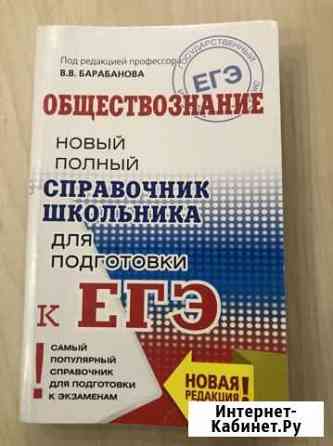 Под редакцией профессора
В.В. БАРАБАНОВА
ГОСУДАРСТВЕННЫЙ
ЕГЭ
ОБЩЕСТВОЗНАНИЕ
НОВЫЙ
ПОЛНЫЙ
СПРАВОЧНИК
ШКОЛЬНИКА
ДЛЯ
ПОДГОТОВКИ
К ЕГЭ
! САМЫЙ
ПОПУЛЯРНЫЙ
СПРАВОЧНИК
ДЛЯ ПОДГОТОВКИ
К ЭКЗАМЕНАМ
НОВАЯ
РЕДАКЦИЯ !
Интернет-
Кабинет.Ру